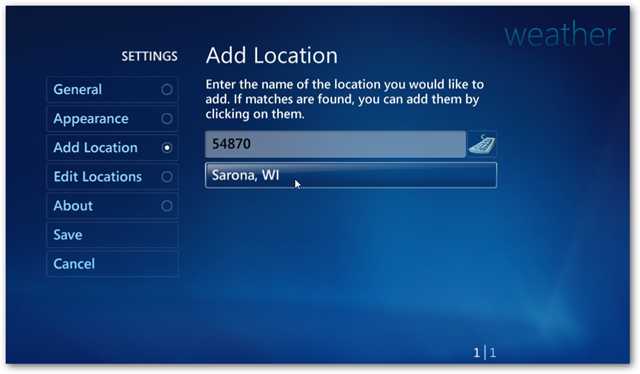 weather
SETTINGS
General
Appearance
Add Location
Edit Locations
About
Save
Cancel
Add Location
Enter the name of the location you would like to
add. If matches are found, you can add them by
clicking on them.
54870
Sarona, WI
1|1